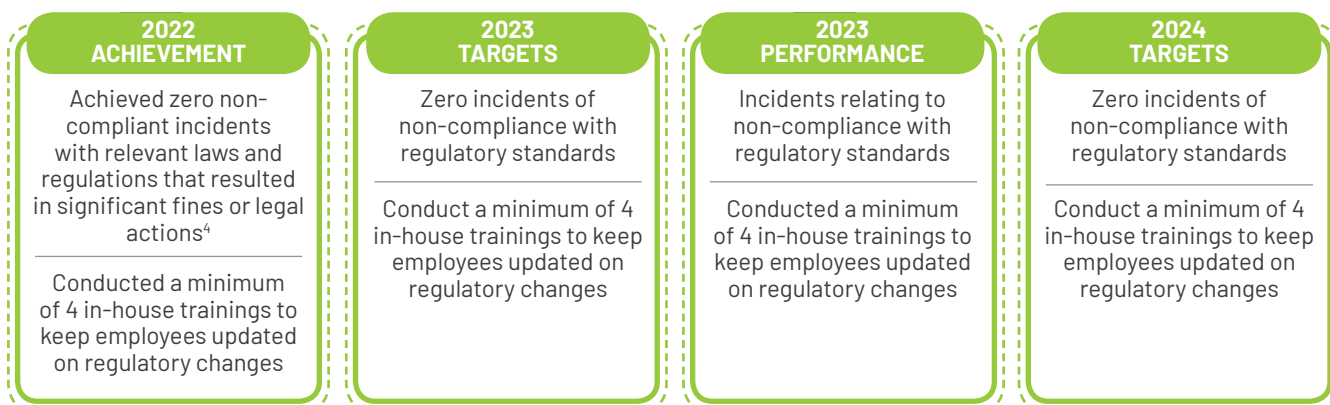 2022
ACHIEVEMENT
Achieved zero non-
compliant incidents
with relevant laws and
regulations that resulted
in significant fines or legal
actions⁴
Conducted a minimum
of 4 in-house trainings to
keep employees updated
on regulatory changes
2023
TARGETS
Zero incidents of
non-compliance with
regulatory standards
Conduct a minimum of 4
in-house trainings to keep
employees updated on
regulatory changes
2023
PERFORMANCE
Incidents relating to
non-compliance with
regulatory standards
Conducted a minimum
of 4 in-house trainings to
keep employees updated
on regulatory changes
2024
TARGETS
Zero incidents of
non-compliance with
regulatory standards
Conduct a minimum of 4
in-house trainings to keep
employees updated on
regulatory changes